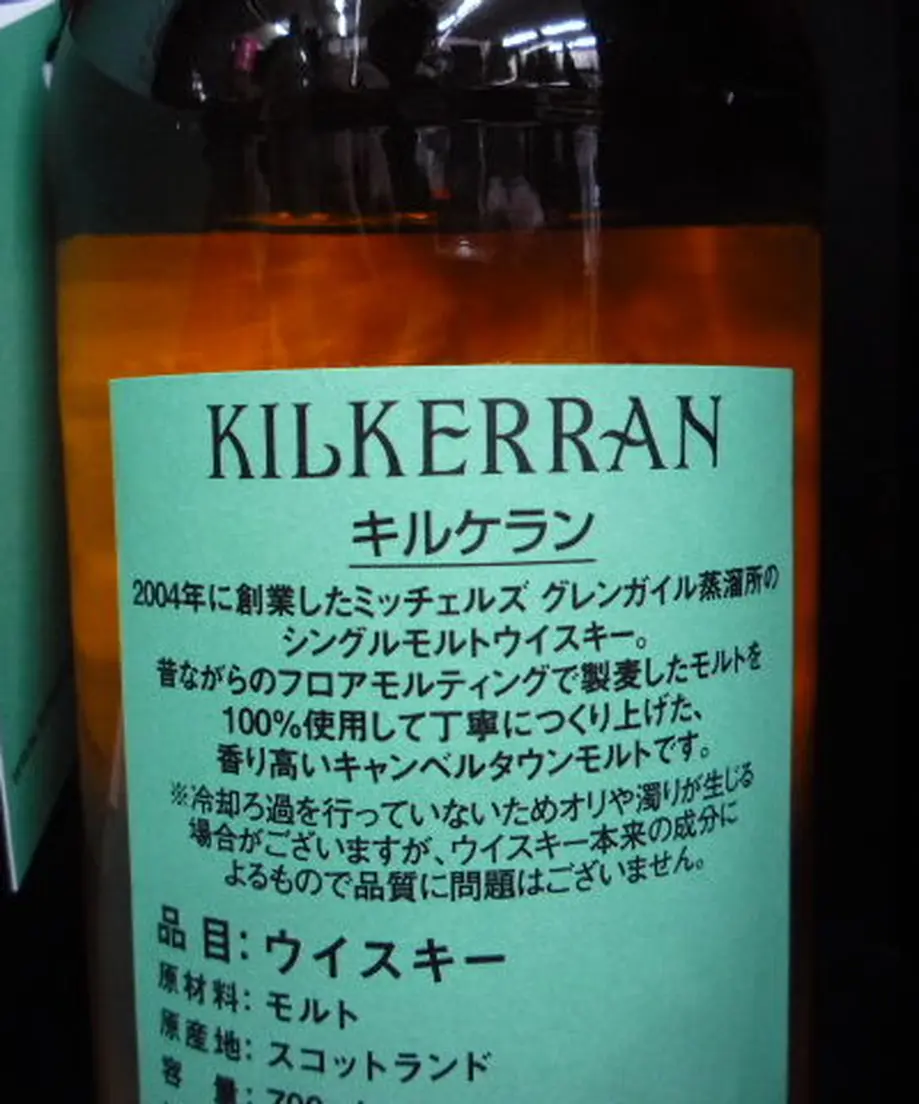 KILKERRAN
キルケラン
2004年に創業したミッチェルズ グレンガイル蒸溜所の
シングルモルトウイスキー。
昔ながらのフロアモルティングで製麦したモルトを
100%使用して丁寧につくり上げた、
香り高いキャンベルタウンモルトです。
※冷却ろ過を行っていないためオリや濁りが生じる
場合がございますが、ウイスキー本来の成分に
よるもので品質に問題はございません。
品目：ウイスキー
原材料：モルト
原産地：スコットランド
容 量：700